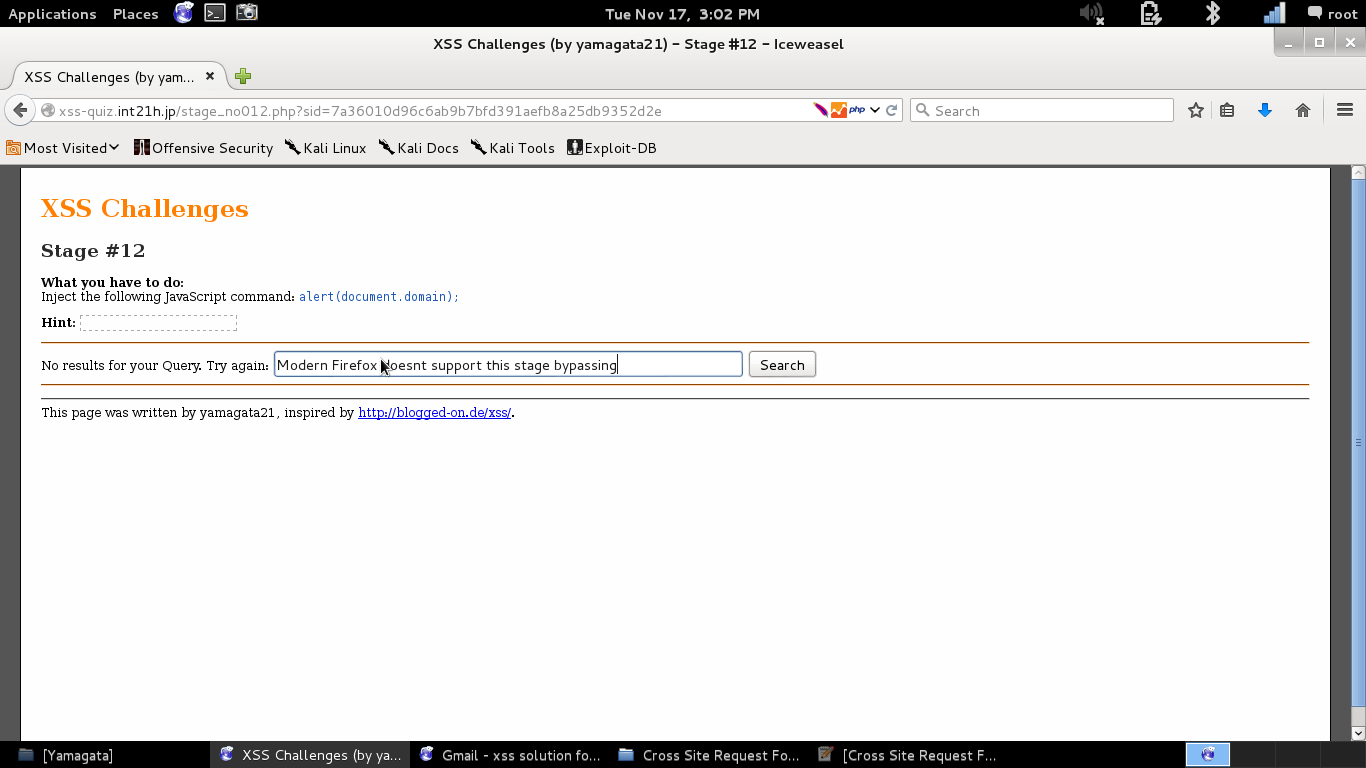 Applications Places Tue Nov 17, 3:02 PM root
XSS Challenges (by yamagata21) - Stage #12 - Iceweasel
XSS Challenges (by yam...
xss-quiz.int21h.jp/stage_no012.php?sid=7a36010d96c6ab9b7bfd391aefb8a25db9352d2e php Search
Most Visited Offensive Security Kali Linux Kali Docs Kali Tools Exploit-DB
XSS Challenges
Stage #12
What you have to do:
Inject the following JavaScript command: alert(document.domain);
Hint:
No results for your Query. Try again: Modern Firefox doesnt support this stage bypassing Search
This page was written by yamagata21, inspired by http://blogged-on.de/xss/.
[Yamagata] XSS Challenges (by ya... Gmail - xss solution fo... Cross Site Request Fo... [Cross Site Request F...